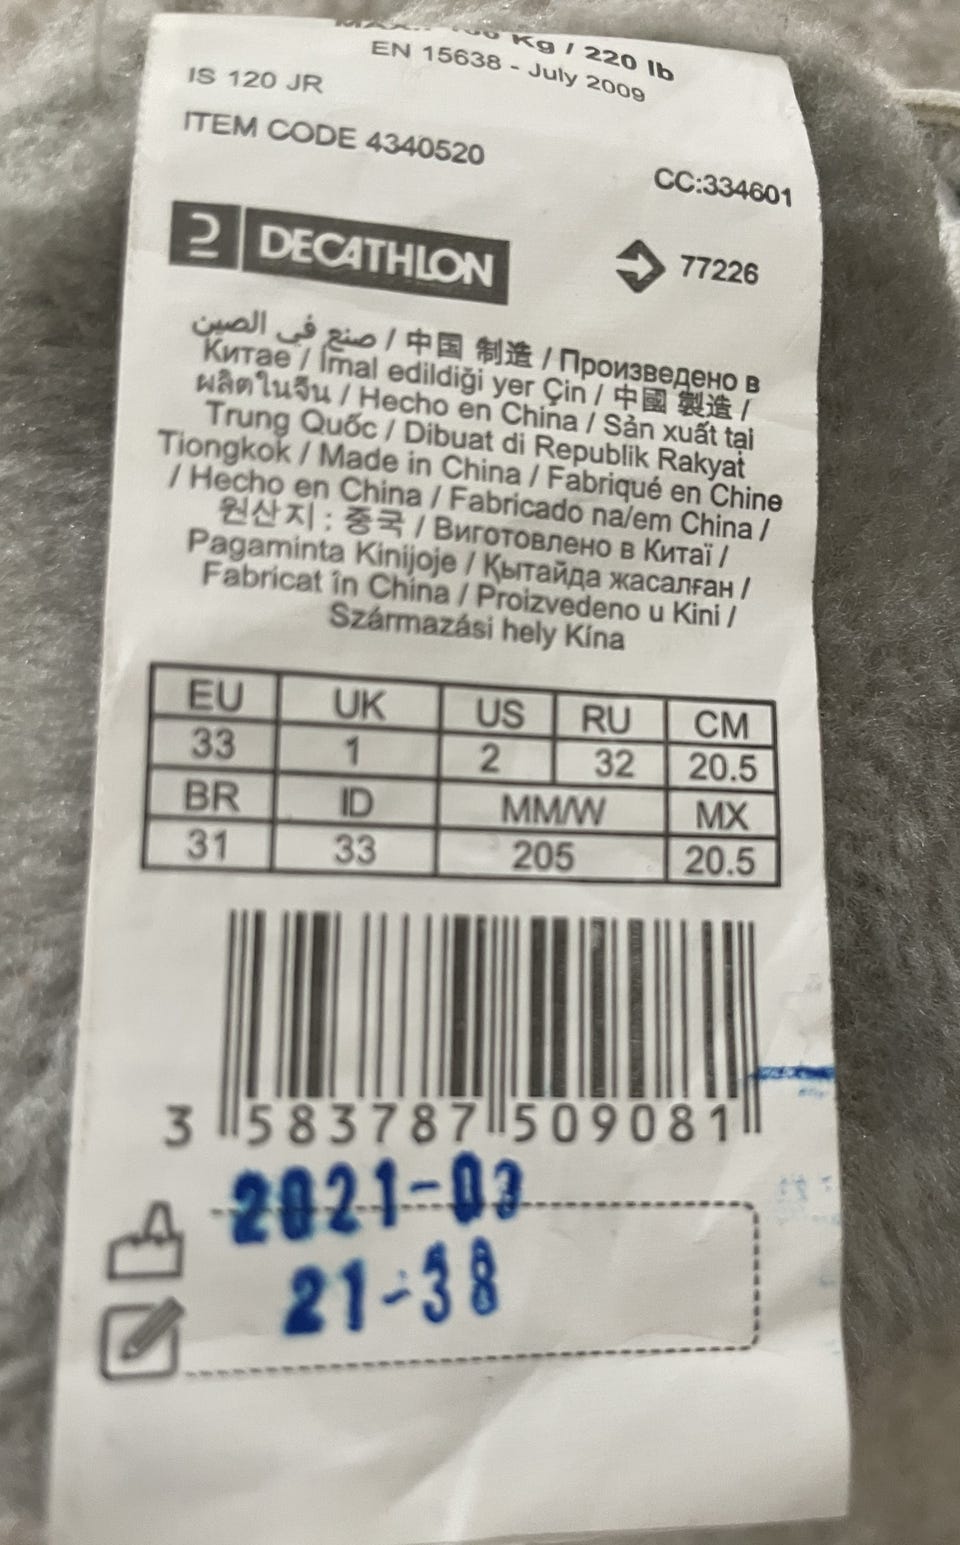 Kg / 220 lb
EN 15638 - July 2009
IS 120 JR
ITEM CODE 4340520
CC:334601
DECATHLON
77226
صنع في الصين / 中国 制造 / Произведено в
Китае / İmal edildiği yer Çin / 中國 製造 /
ผลิตในจีน / Hecho en China / Sản xuất tại
Trung Quốc / Dibuat di Republik Rakyat
Tiongkok / Made in China / Fabriqué en Chine
/ Hecho en China / Fabricado na/em China /
원산지 : 중국 / Виготовлено в Китаї /
Pagaminta Kinijoje / Қытайда жасалған /
Fabricat în China / Proizvedeno u Kini /
Származási hely Kína
EU UK US RU CM
33 1 2 32 20.5
BR ID MM/W MX
31 33 205 20.5
3 583787 509081
2021-03
21-38